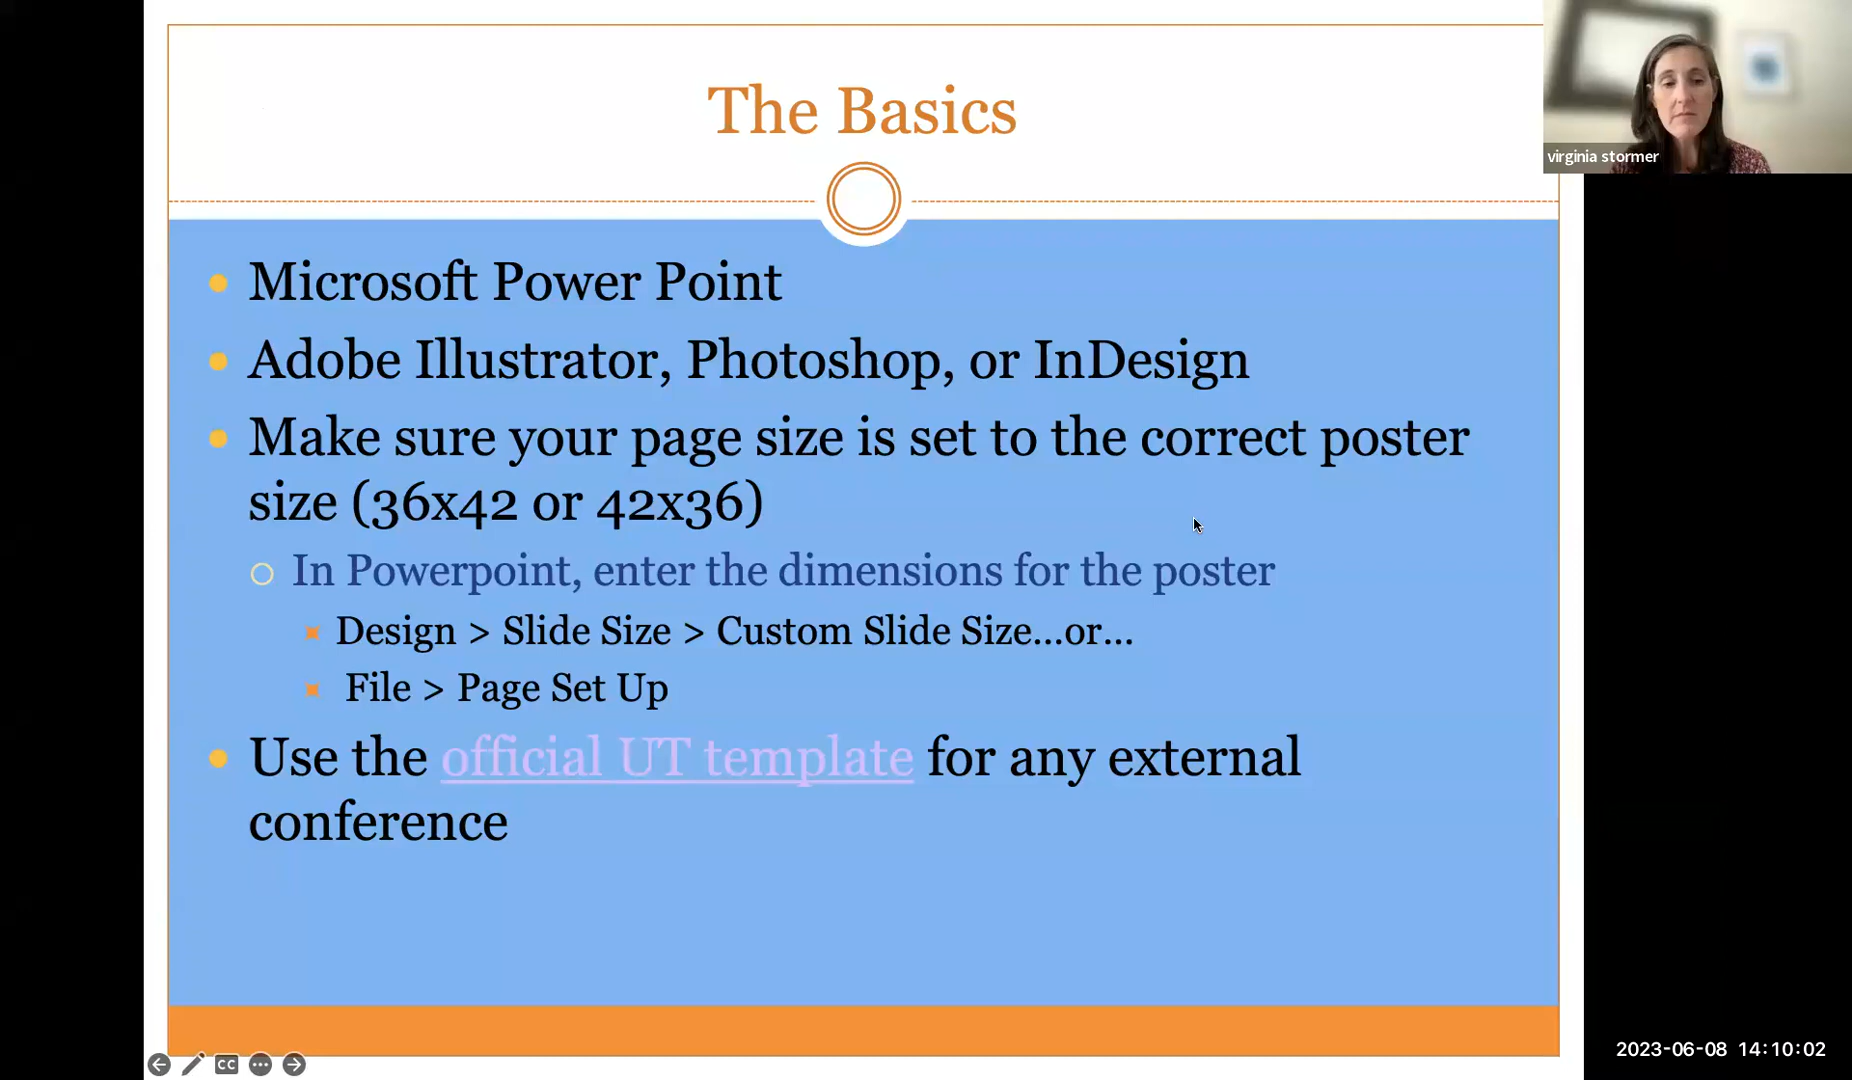 The Basics
virginia stormer
Microsoft Power Point
Adobe Illustrator, Photoshop, or InDesign
Make sure your page size is set to the correct poster
size (36x42 or 42x36)
In Powerpoint, enter the dimensions for the poster
Design > Slide Size > Custom Slide Size...or...
File > Page Set Up
Use the official UT template for any external
conference
CC
2023-06-08 14:10:02